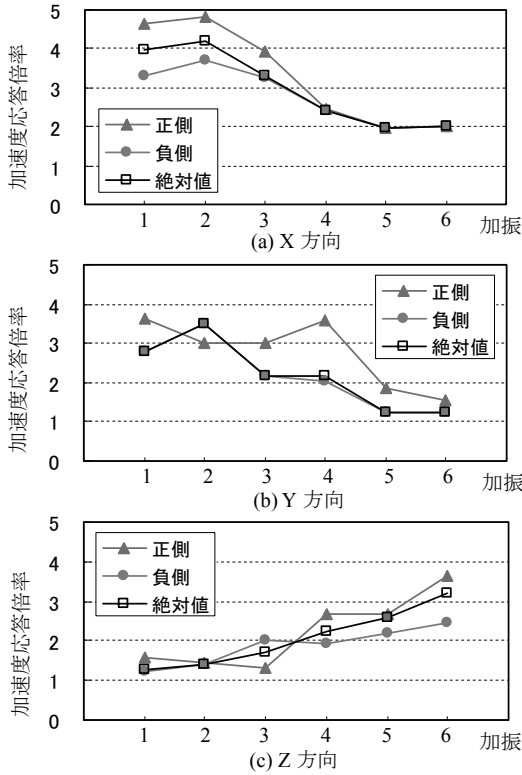 加速度応答倍率
5
4
3
2
1
0
正側
負側
絶対値
1 2 3 4 5 6 加振
(a) X 方向
加速度応答倍率
5
4
3
2
1
0
正側
負側
絶対値
1 2 3 4 5 6 加振
(b) Y 方向
加速度応答倍率
5
4
3
2
1
0
正側
負側
絶対値
1 2 3 4 5 6 加振
(c) Z 方向